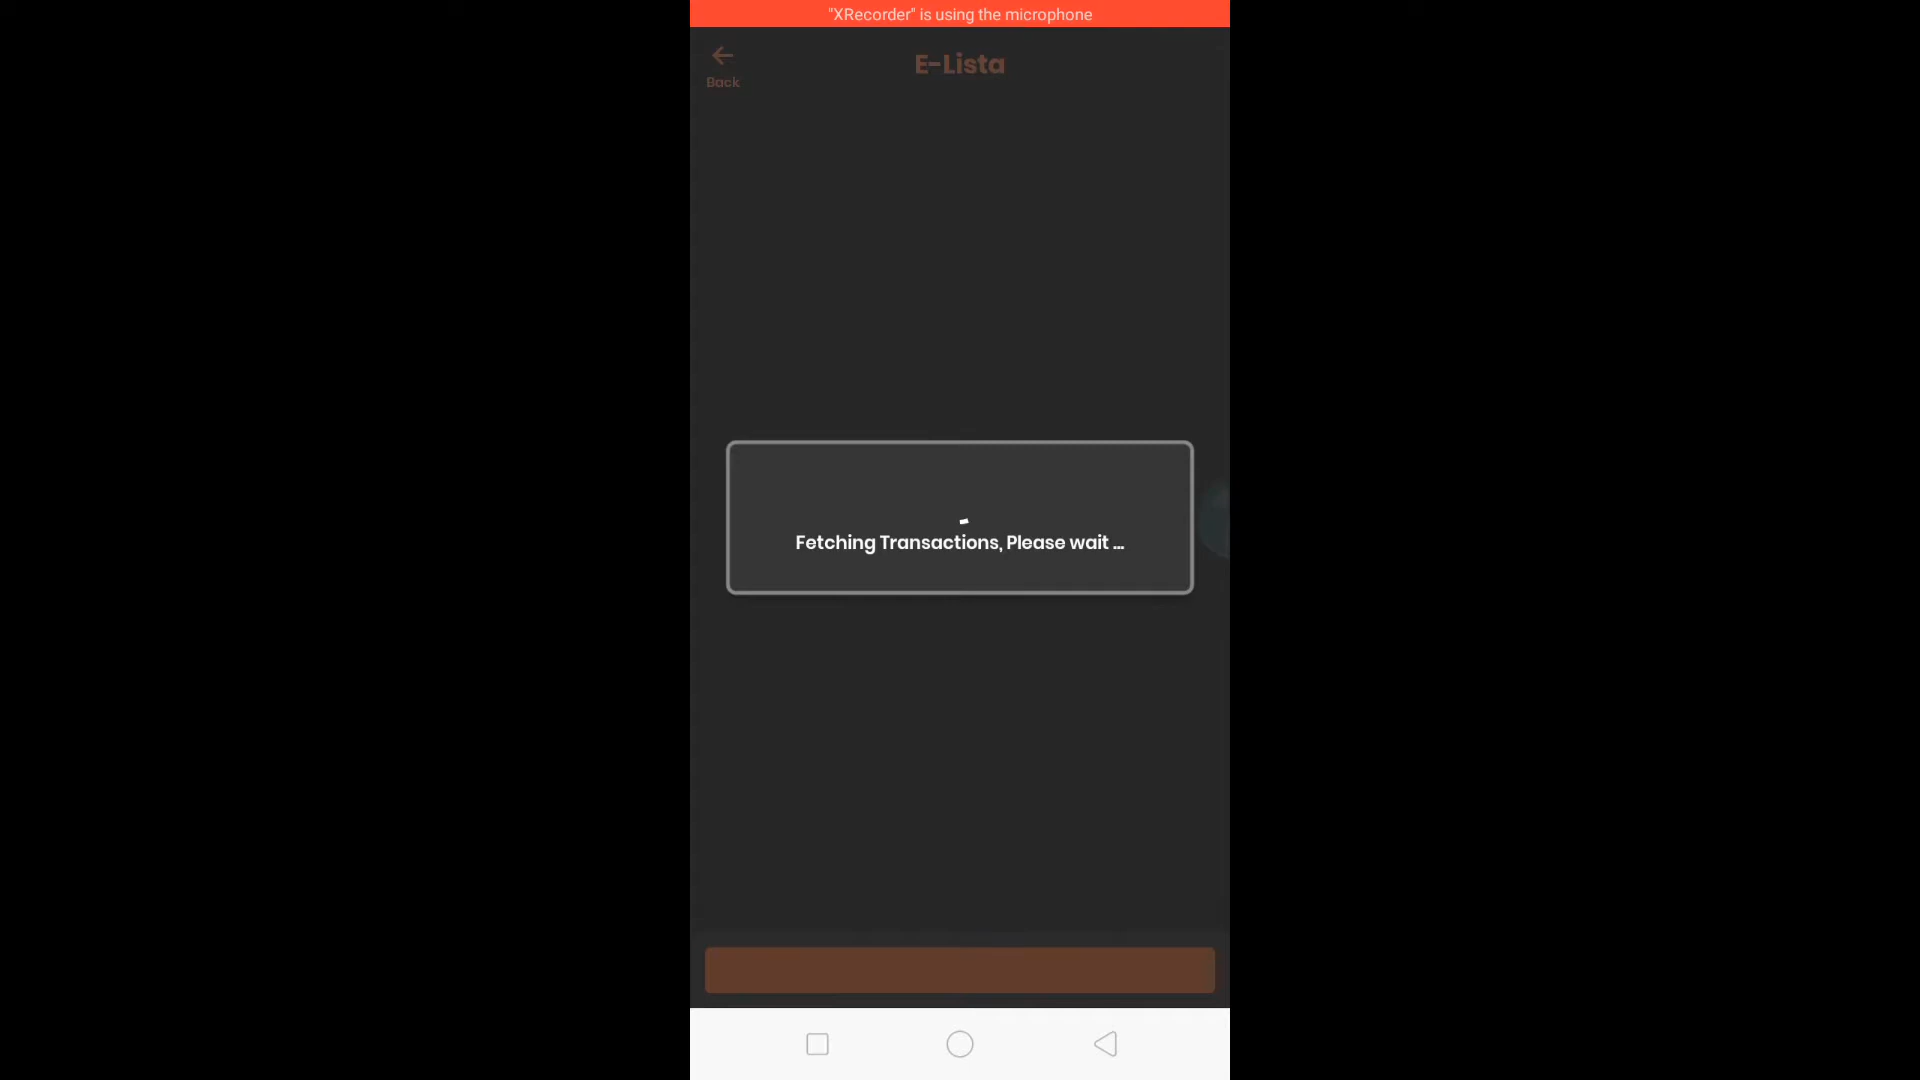 "XRecorder" is using the microphone
E-Lista
Back
Fetching Transactions, Please wait ...